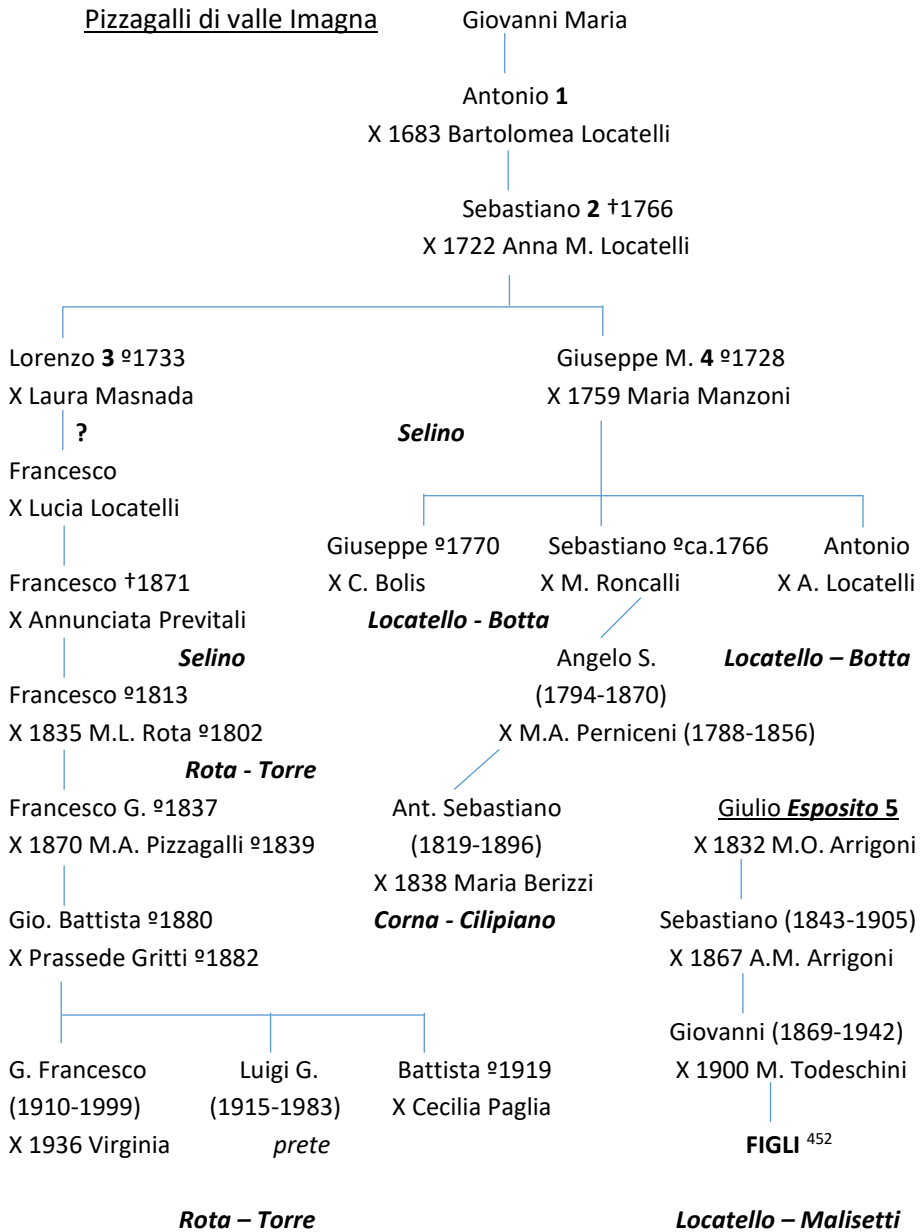 Pizzagalli di valle Imagna Giovanni Maria
Antonio 1
X 1683 Bartolomea Locatelli
Sebastiano 2 †1766
X 1722 Anna M. Locatelli
Lorenzo 3 º1733 Giuseppe M. 4 º1728
X Laura Masnada X 1759 Maria Manzoni
? Selino
Francesco
X Lucia Locatelli
Giuseppe º1770 Sebastiano ºca.1766 Antonio
Francesco †1871 X C. Bolis X M. Roncalli X A. Locatelli
X Annunciata Previtali Locatello - Botta
Selino Angelo S. Locatello – Botta
Francesco º1813 (1794-1870)
X 1835 M.L. Rota º1802 X M.A. Perniceni (1788-1856)
Rota - Torre
Francesco G. º1837 Ant. Sebastiano Giulio Esposito 5
X 1870 M.A. Pizzagalli º1839 (1819-1896) X 1832 M.O. Arrigoni
X 1838 Maria Berizzi
Gio. Battista º1880 Corna - Cilipiano Sebastiano (1843-1905)
X Prassede Gritti º1882 X 1867 A.M. Arrigoni
Giovanni (1869-1942)
G. Francesco Luigi G. Battista º1919 X 1900 M. Todeschini
(1910-1999) (1915-1983) X Cecilia Paglia
X 1936 Virginia prete FIGLI 452
Rota – Torre Locatello – Malisetti